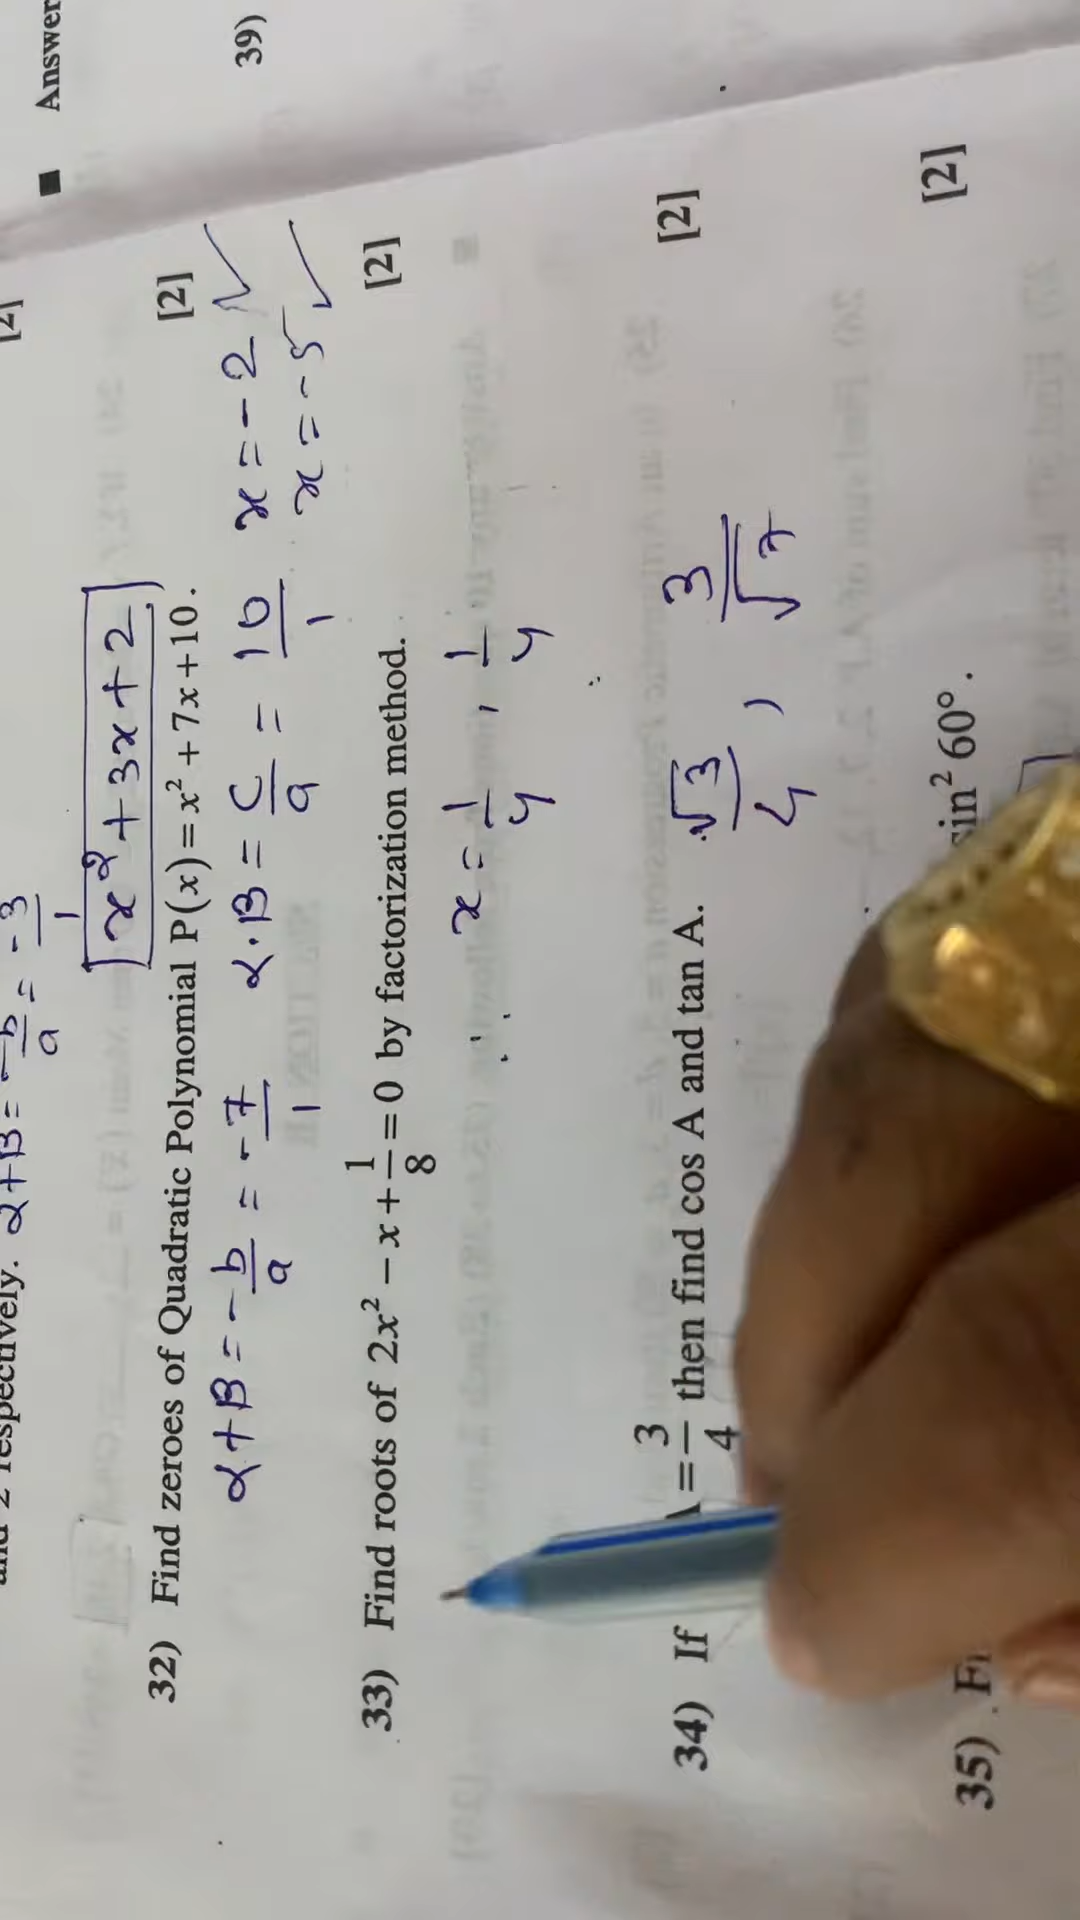 Answer
[2]
and 2 respectively. α+B = -b/a = -3/1
x²+3x+2
32) Find zeroes of Quadratic Polynomial P(x) = x² + 7x + 10. [2]
α+B = -b/a = -7/1 α·B = c/a = 10/1 x = -2
x = -5
39)
33) Find roots of 2x² − x + 1/8 = 0 by factorization method. [2]
x = 1/4, 1/4
34) If = 3/4 then find cos A and tan A. [2]
√3/4 , 3/√7
35) sin² 60°. [2]